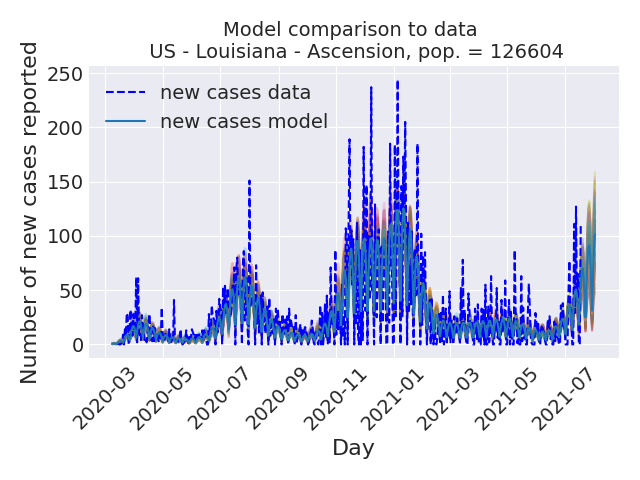 Model comparison to data
US - Louisiana - Ascension, pop. = 126604
Number of new cases reported
250
200
150
100
50
0
new cases data
new cases model
2020-03
2020-05
2020-07
2020-09
2020-11
2021-01
2021-03
2021-05
2021-07
Day